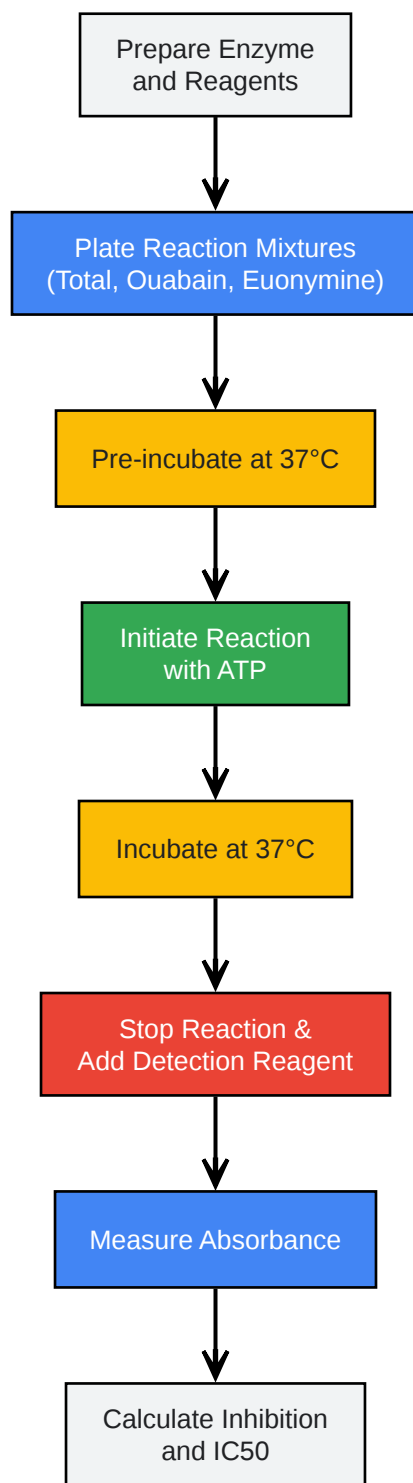 Prepare Enzyme
and Reagents
Plate Reaction Mixtures
(Total, Ouabain, Euonymine)
Pre-incubate at 37°C
Initiate Reaction
with ATP
Incubate at 37°C
Stop Reaction &
Add Detection Reagent
Measure Absorbance
Calculate Inhibition
and IC50